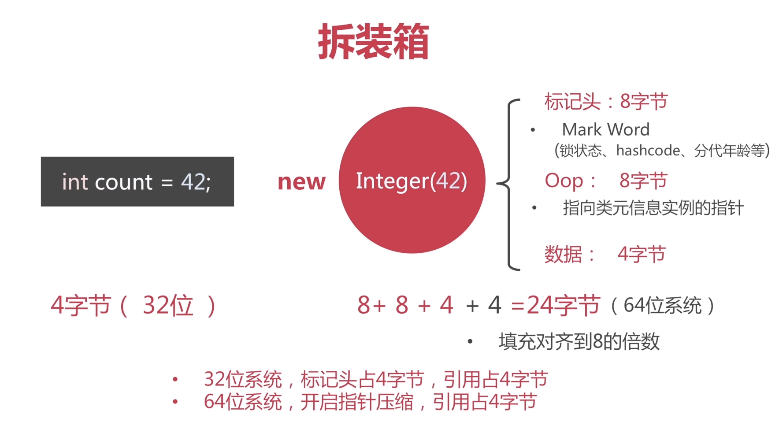 拆装箱
int count = 42;
new Integer(42)
标记头：8字节
• Mark Word
(锁状态、hashcode、分代年龄等)
Oop： 8字节
• 指向类元信息实例的指针
数据： 4字节
4字节（ 32位 ）
8+ 8 + 4 + 4 =24字节（64位系统）
• 填充对齐到8的倍数
• 32位系统，标记头占4字节，引用占4字节
• 64位系统，开启指针压缩，引用占4字节